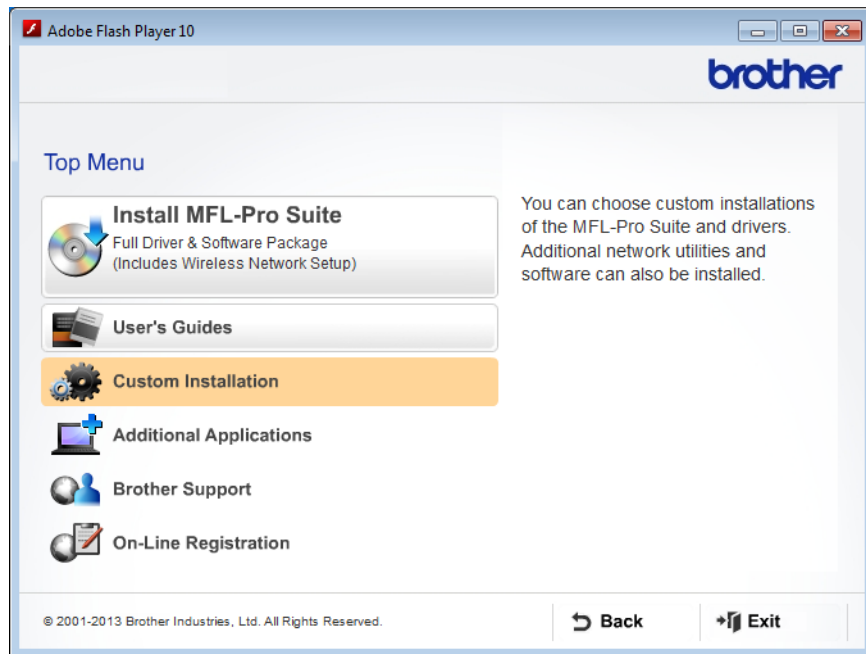 Adobe Flash Player 10
brother
Top Menu
Install MFL-Pro Suite
Full Driver & Software Package
(Includes Wireless Network Setup)
User's Guides
Custom Installation
Additional Applications
Brother Support
On-Line Registration
You can choose custom installations
of the MFL-Pro Suite and drivers.
Additional network utilities and
software can also be installed.
© 2001-2013 Brother Industries, Ltd. All Rights Reserved.
Back
Exit